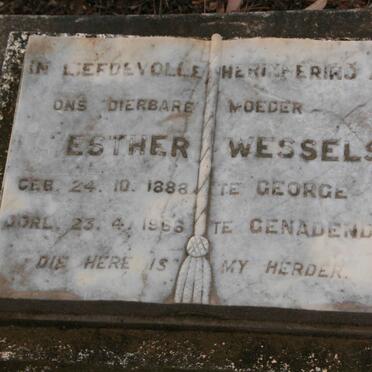 IN LIEFDEVOLLE HERINNERING
ONS DIERBARE MOEDER
ESTHER WESSELS
GEB. 24. 10. 1888 TE GEORGE
OORL. 23. 4. 1966 TE GENADEND
DIE HERE IS MY HERDER.